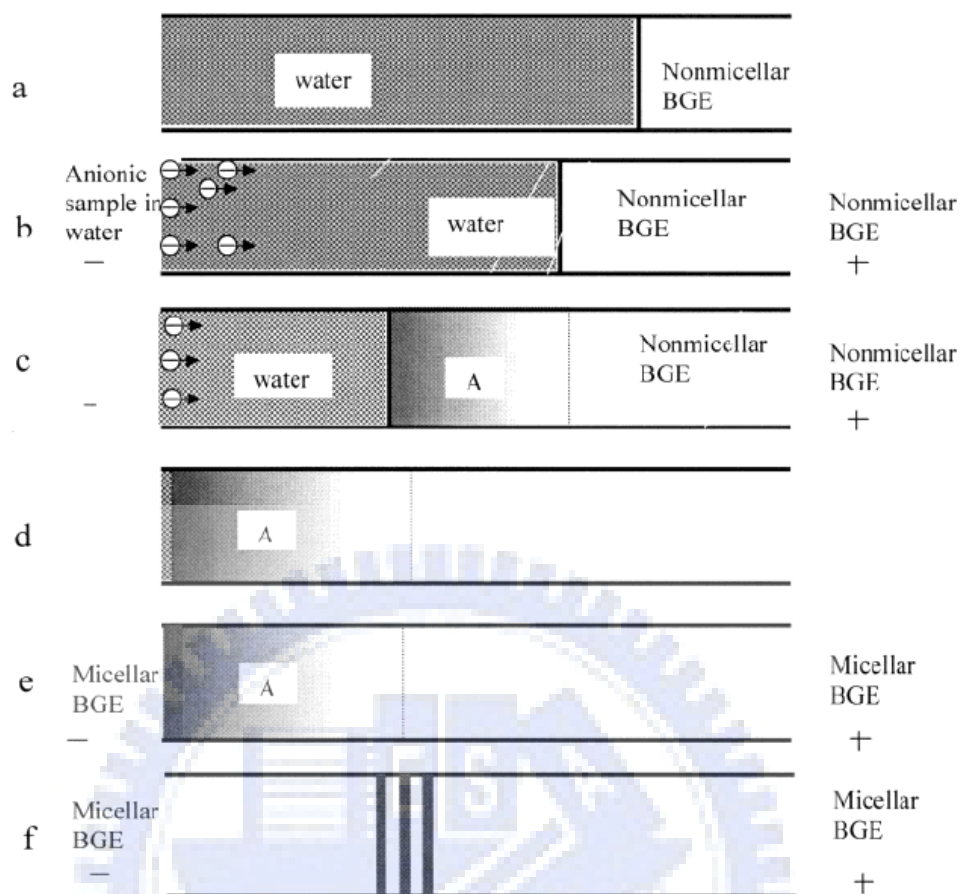 a
water
Nonmicellar
BGE
Anionic
sample in
water
b
−
water
Nonmicellar
BGE
Nonmicellar
BGE
+
c
-
water
A
Nonmicellar
BGE
Nonmicellar
BGE
+
d
A
e
Micellar
BGE
−
A
Micellar
BGE
+
f
Micellar
BGE
−
Micellar
BGE
+